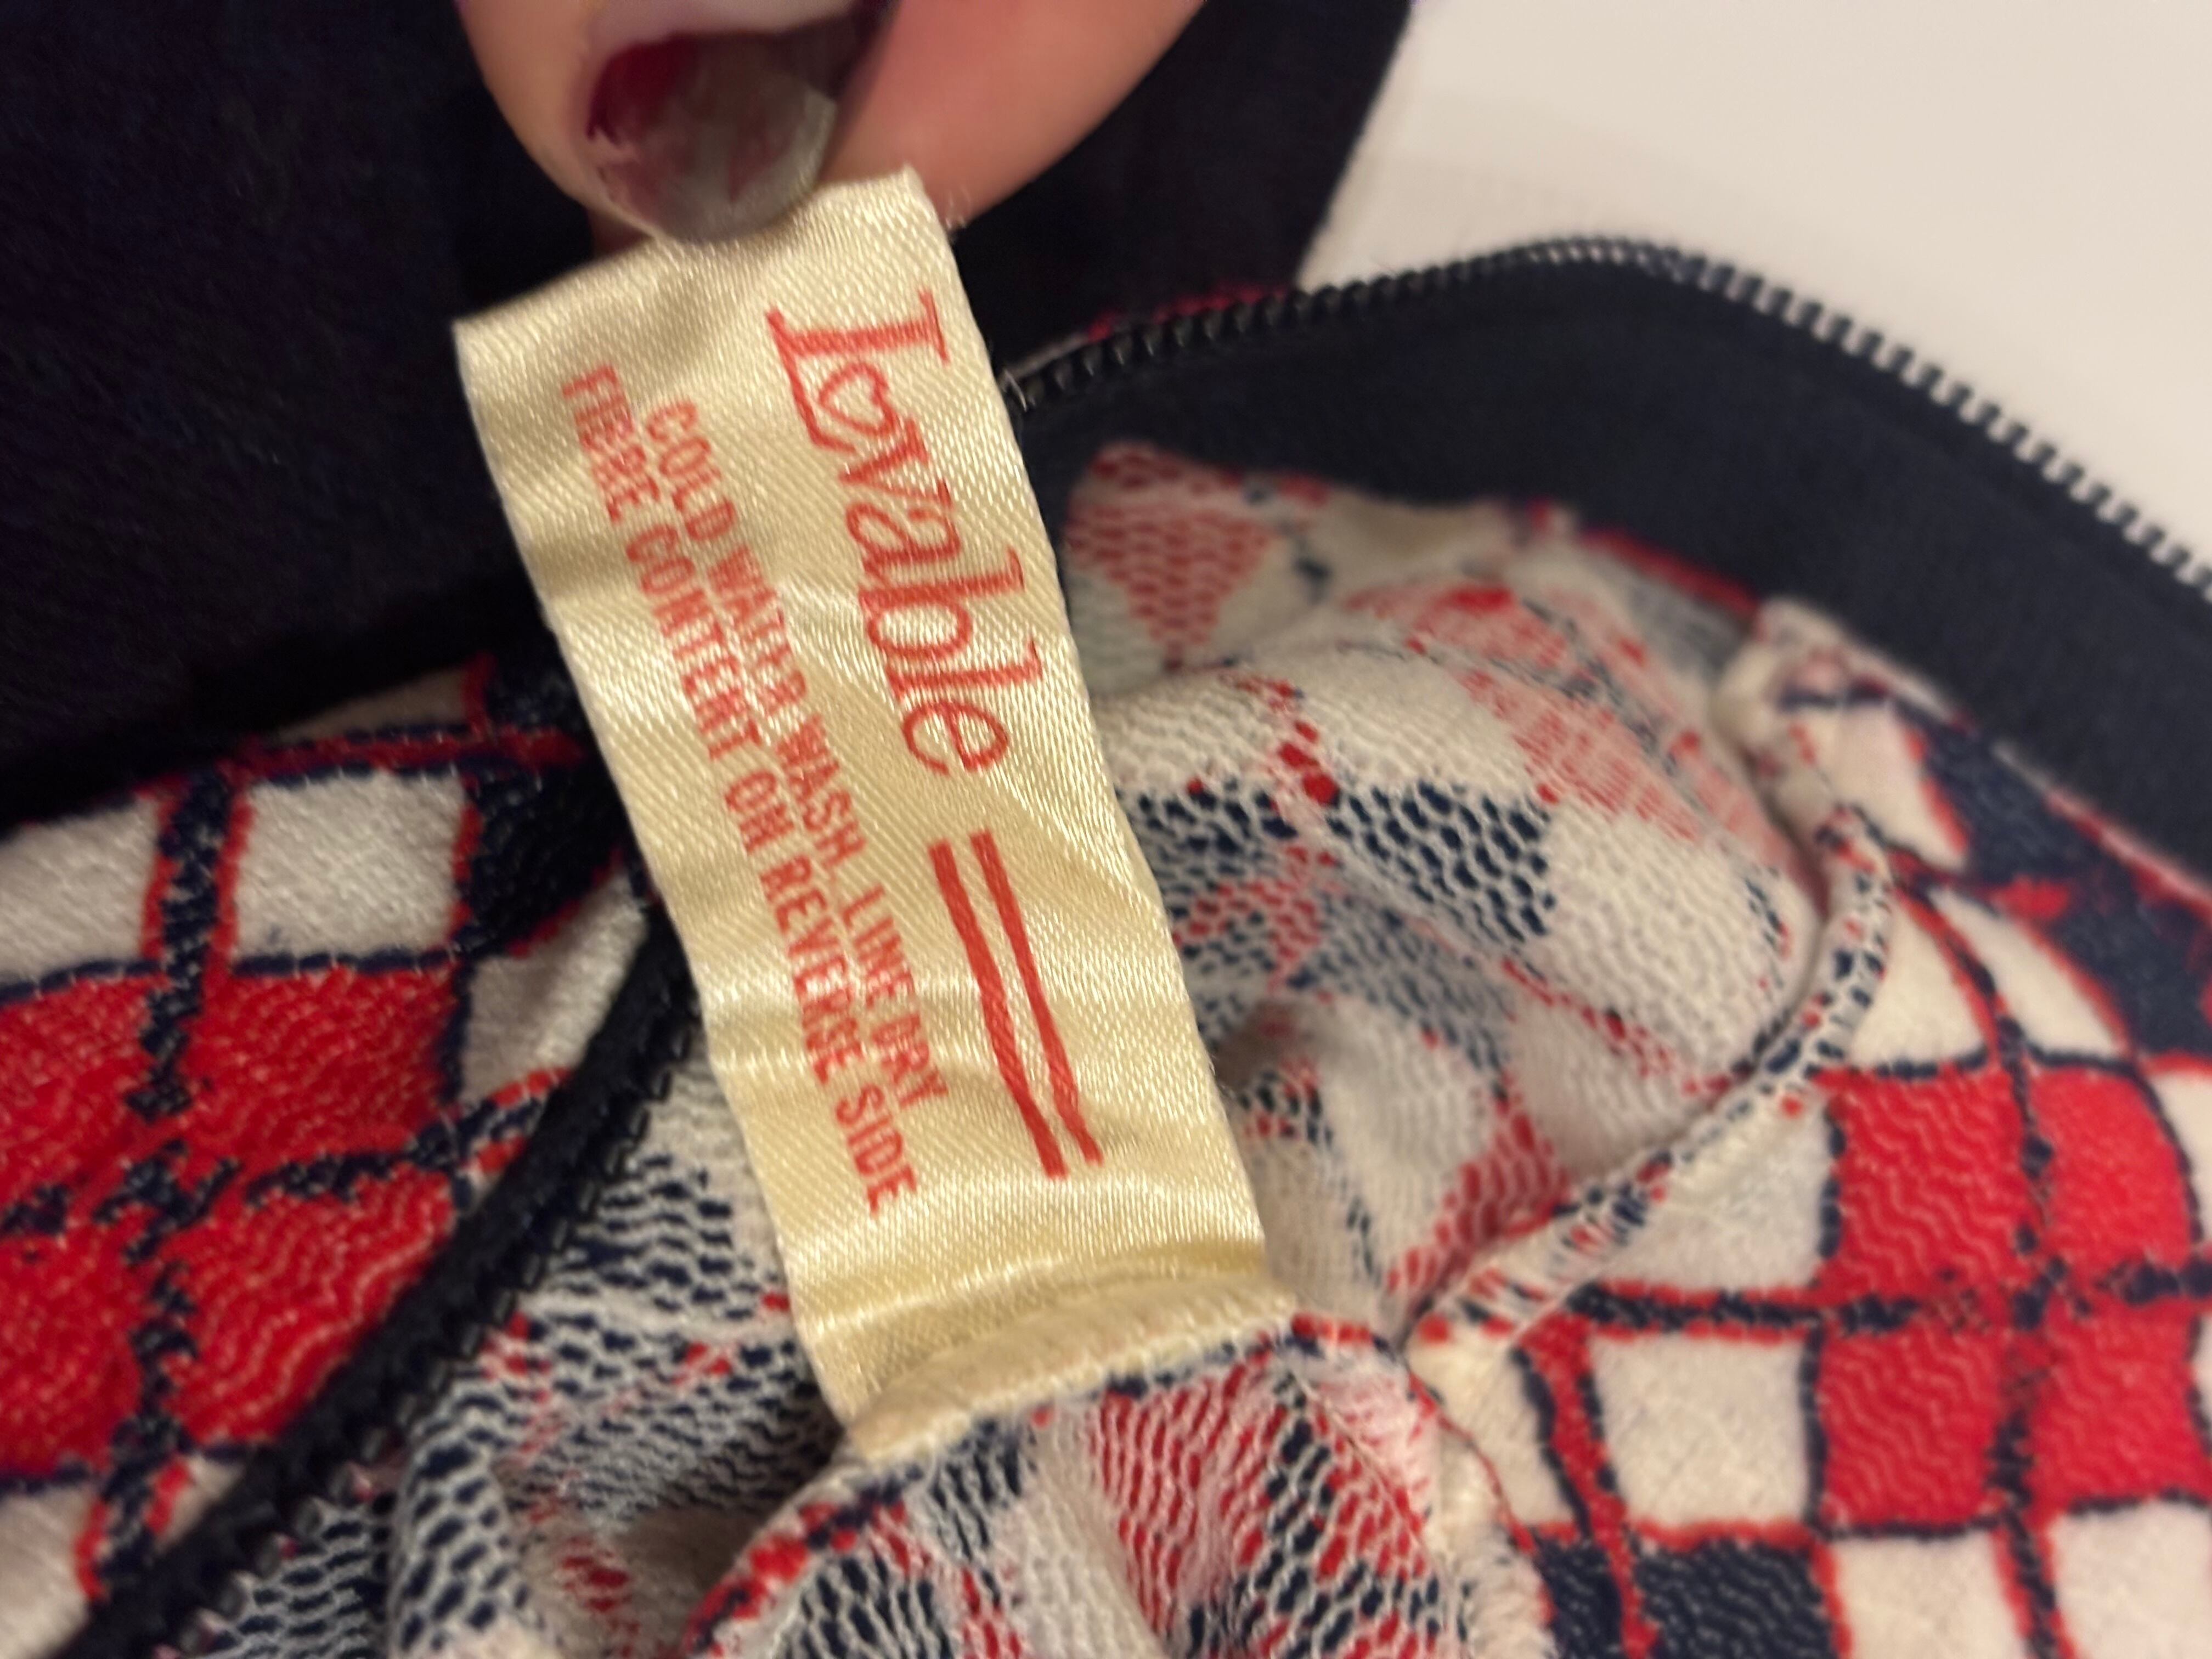 Lovable
COLD WATER WASH. LINE DRY
FIBRE CONTENT ON REVERSE SIDE